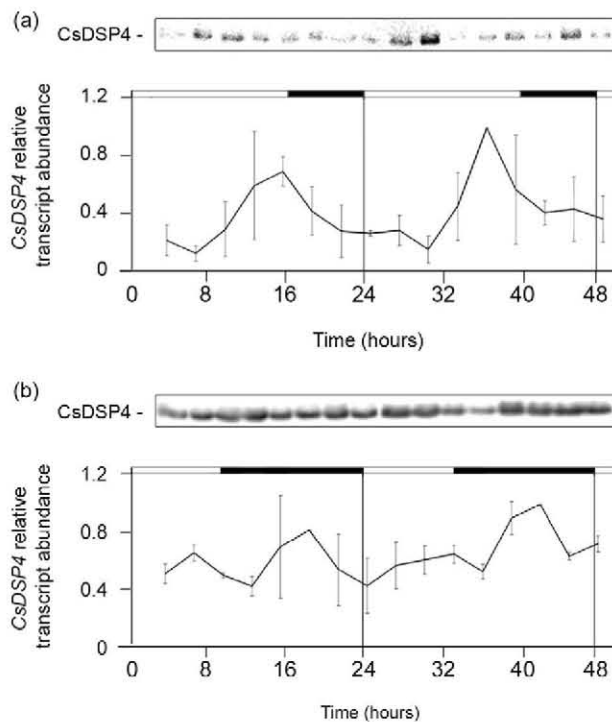 (a)
CsDSP4 -
CsDSP4 relative
transcript abundance
1.2
0.8
0.4
0
0 8 16 24 32 40 48
Time (hours)
(b)
CsDSP4 -
CsDSP4 relative
transcript abundance
1.2
0.8
0.4
0
0 8 16 24 32 40 48
Time (hours)